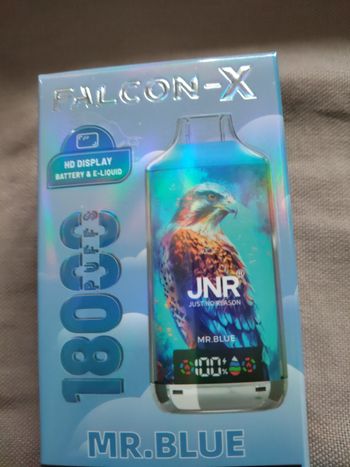 FALCON-X
HD DISPLAY
BATTERY & E-LIQUID
18000
PUFFS
JNR®
JUST NO REASON
MR.BLUE
100%
MR.BLUE